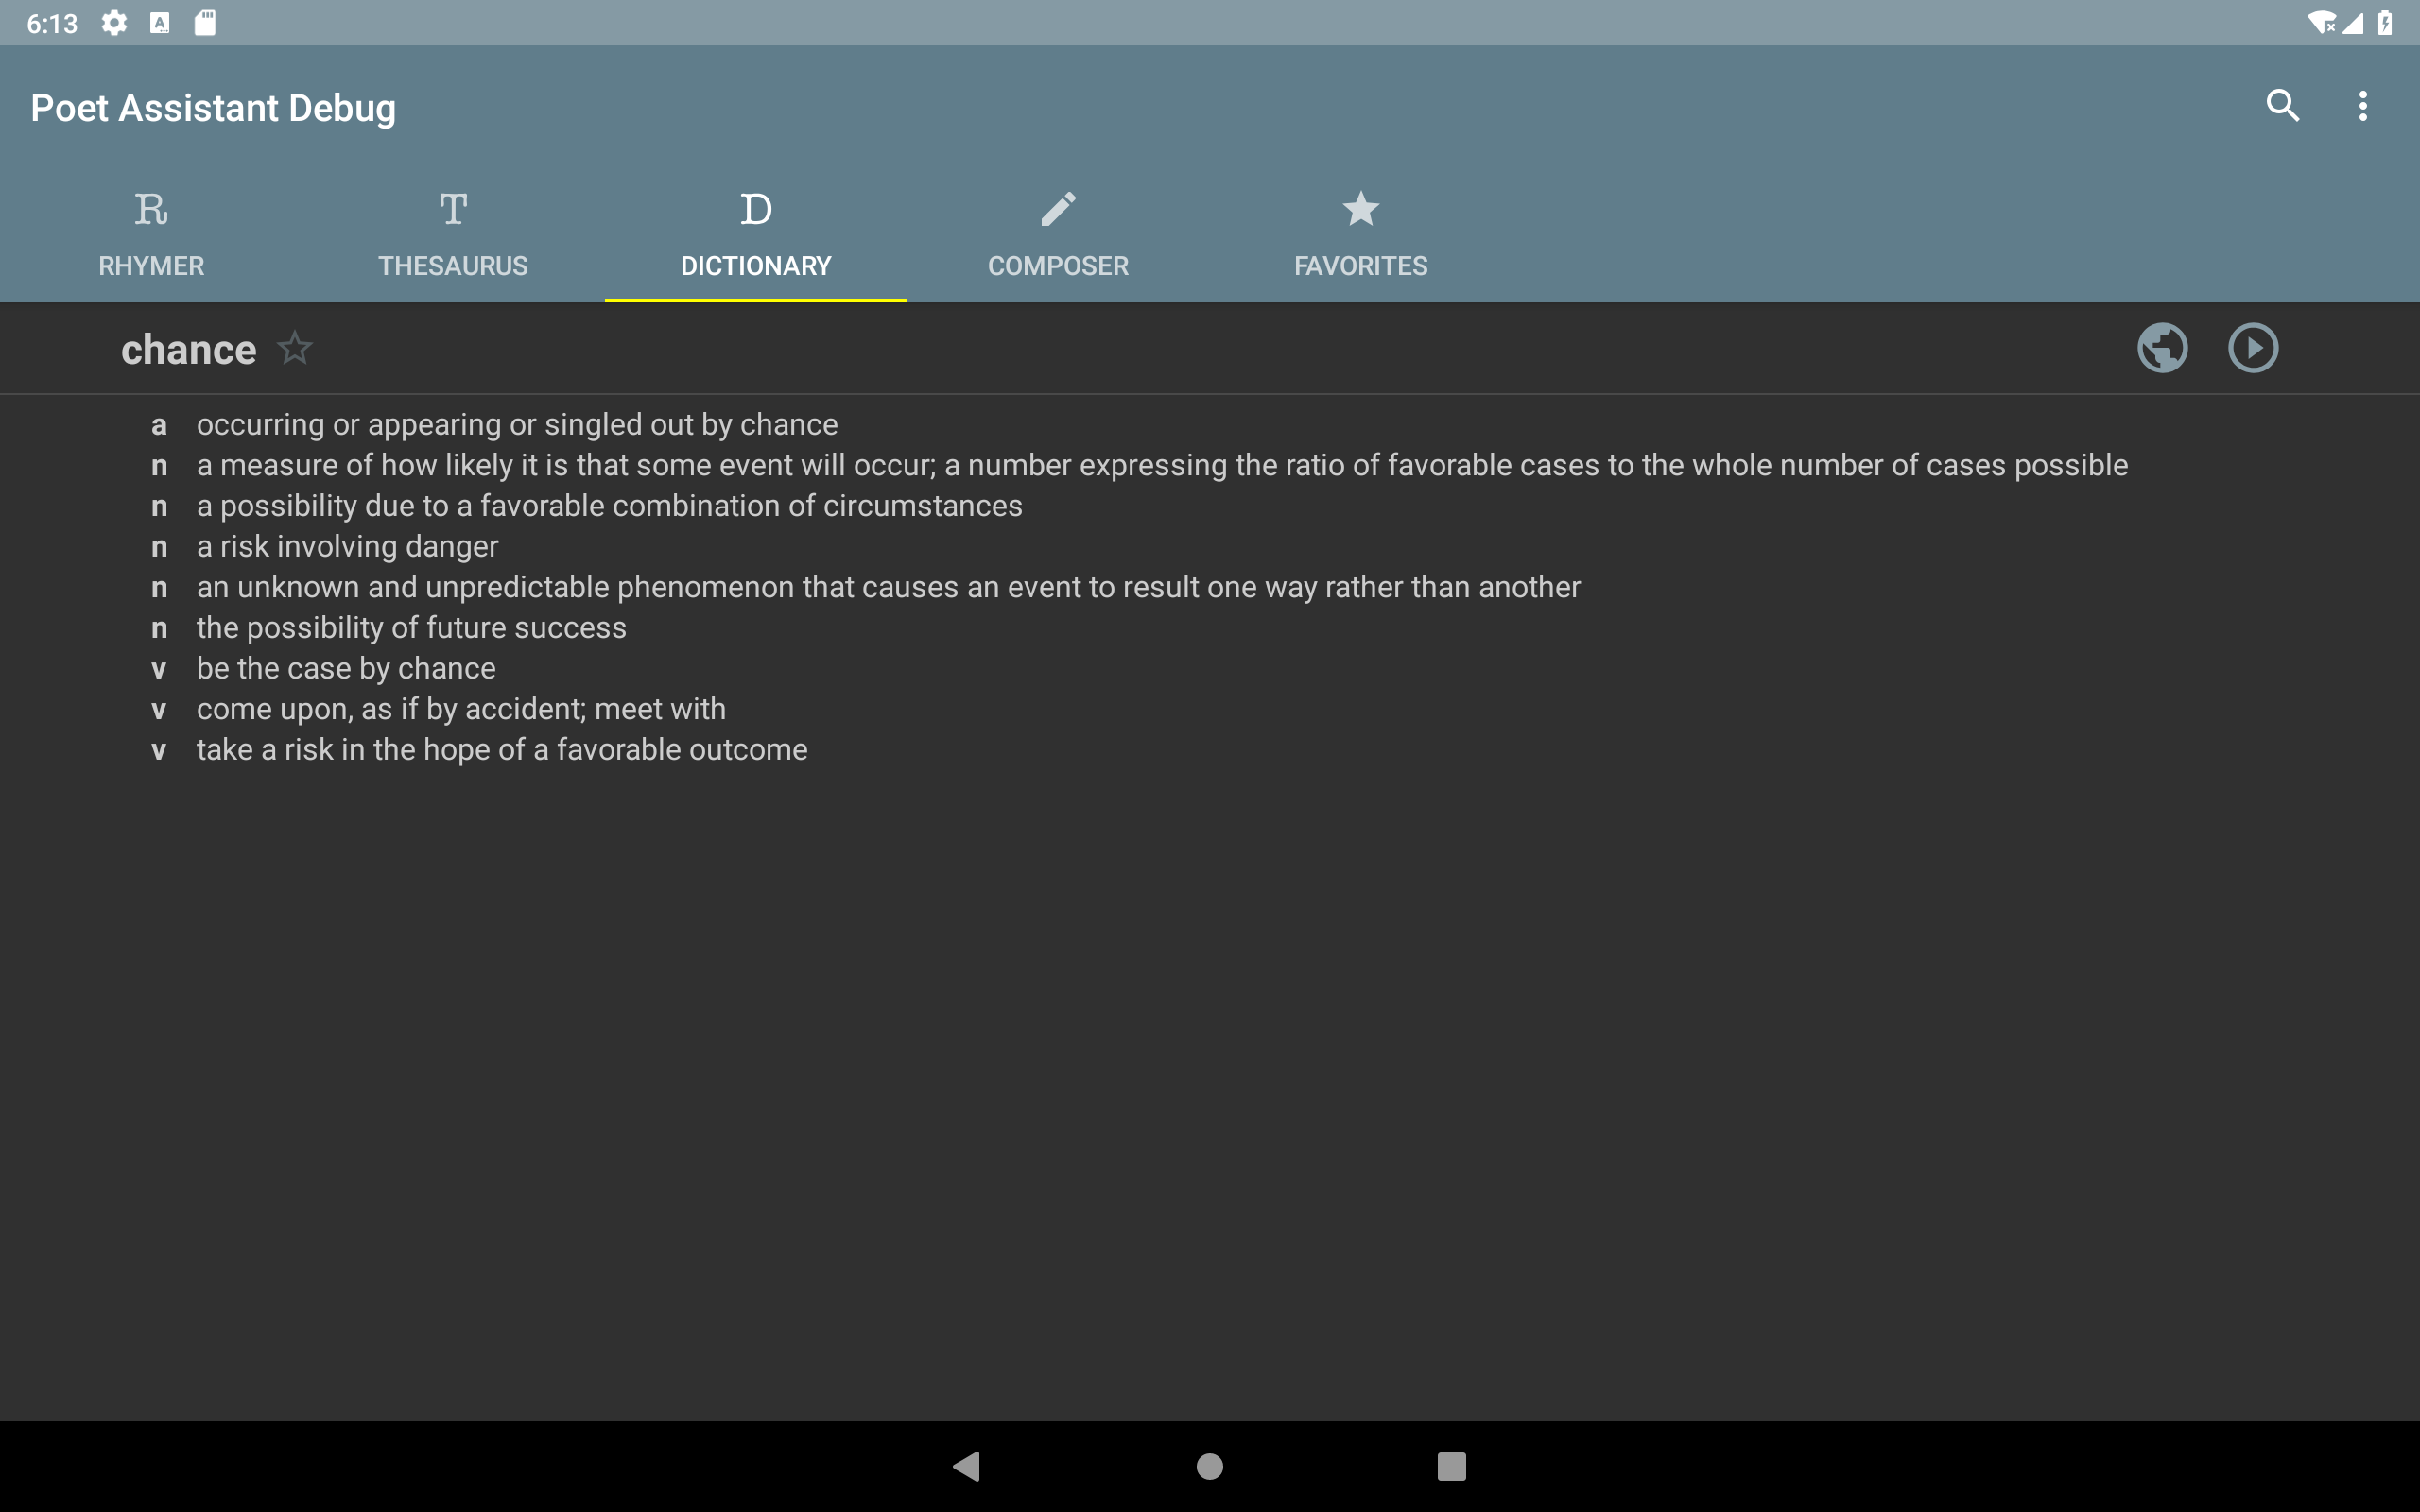 6:13
Poet Assistant Debug
R T D
RHYMER THESAURUS DICTIONARY COMPOSER FAVORITES
chance
a occurring or appearing or singled out by chance
n a measure of how likely it is that some event will occur; a number expressing the ratio of favorable cases to the whole number of cases possible
n a possibility due to a favorable combination of circumstances
n a risk involving danger
n an unknown and unpredictable phenomenon that causes an event to result one way rather than another
n the possibility of future success
v be the case by chance
v come upon, as if by accident; meet with
v take a risk in the hope of a favorable outcome